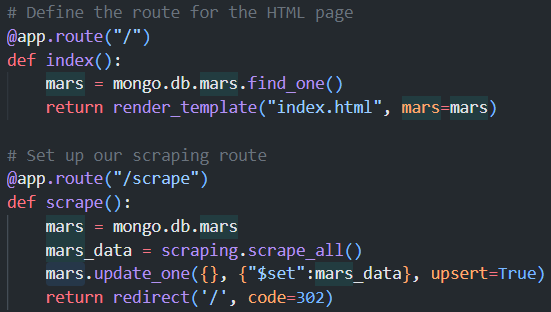 # Define the route for the HTML page
@app.route("/")
def index():
    mars = mongo.db.mars.find_one()
    return render_template("index.html", mars=mars)

# Set up our scraping route
@app.route("/scrape")
def scrape():
    mars = mongo.db.mars
    mars_data = scraping.scrape_all()
    mars.update_one({}, {"$set":mars_data}, upsert=True)
    return redirect('/', code=302)